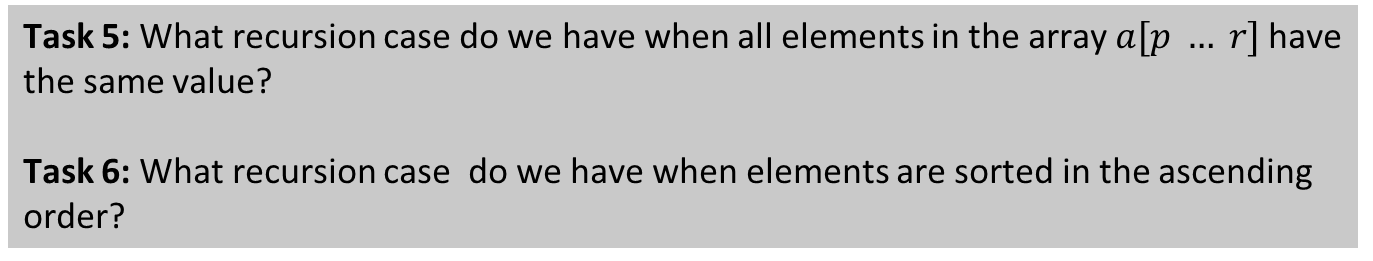 Task 5: What recursion case do we have when all elements in the array a[p ... r] have
the same value?
Task 6: What recursion case do we have when elements are sorted in the ascending
order?